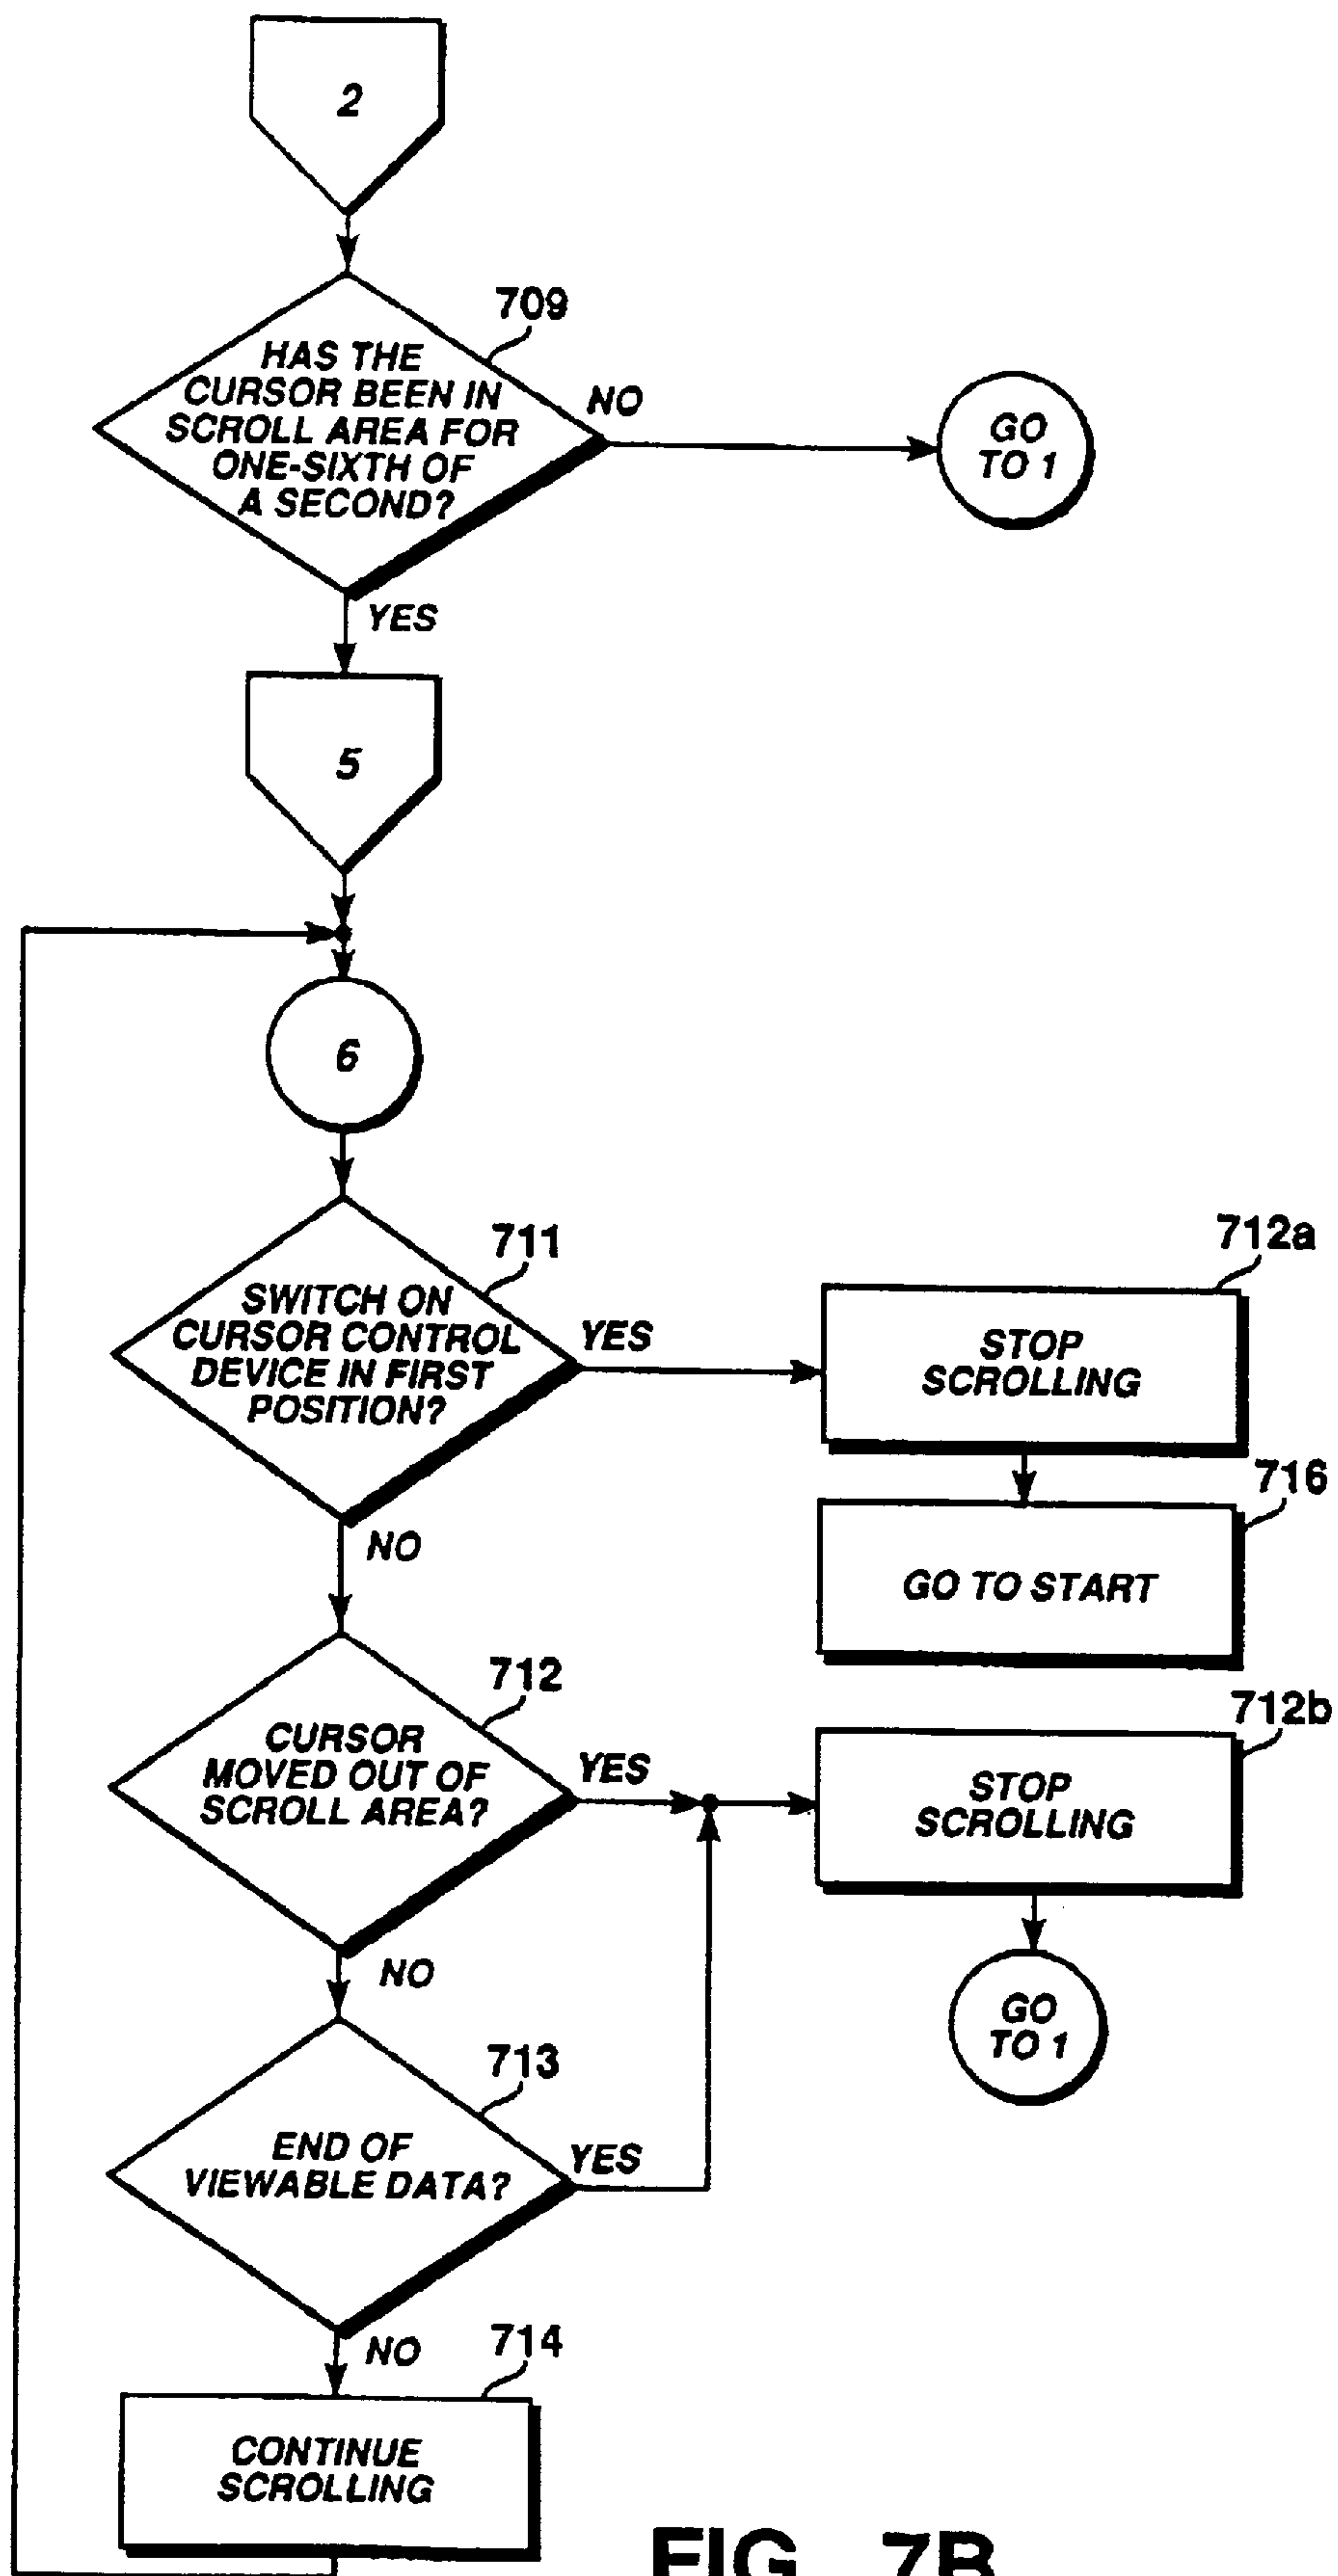 2
709
HAS THE
CURSOR BEEN IN
SCROLL AREA FOR
ONE-SIXTH OF
A SECOND?
NO
GO
TO 1
YES
5
6
711
SWITCH ON
CURSOR CONTROL
DEVICE IN FIRST
POSITION?
YES
712a
STOP
SCROLLING
716
GO TO START
NO
712
CURSOR
MOVED OUT OF
SCROLL AREA?
YES
712b
STOP
SCROLLING
GO
TO 1
NO
713
END OF
VIEWABLE DATA?
YES
NO
714
CONTINUE
SCROLLING
FIG_7B